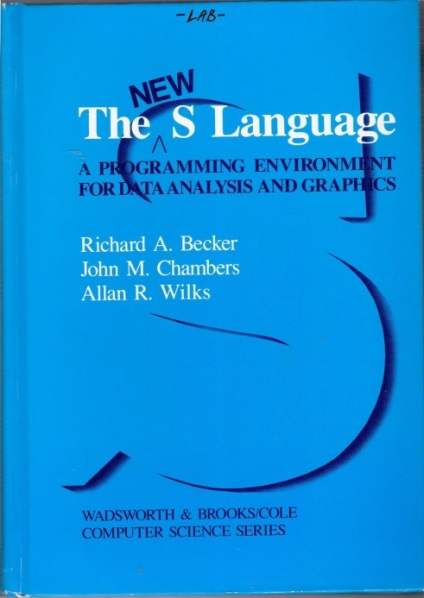 -LAB-
NEW
The ^ S Language
A PROGRAMMING ENVIRONMENT
FOR DATA ANALYSIS AND GRAPHICS
Richard A. Becker
John M. Chambers
Allan R. Wilks
WADSWORTH & BROOKS/COLE
COMPUTER SCIENCE SERIES